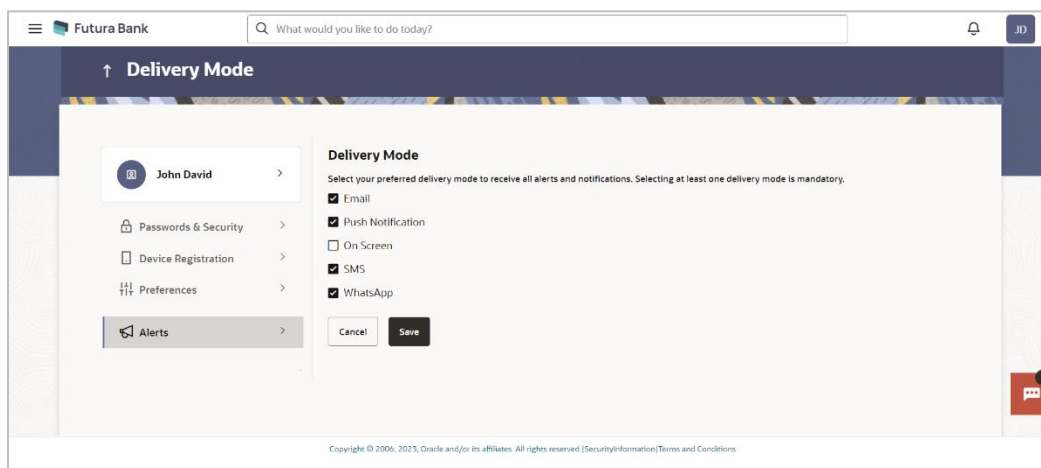 Futura Bank
What would you like to do today?
JD
↑ Delivery Mode
John David
Passwords & Security
Device Registration
Preferences
Alerts
Delivery Mode
Select your preferred delivery mode to receive all alerts and notifications. Selecting at least one delivery mode is mandatory.
Email
Push Notification
On Screen
SMS
WhatsApp
Cancel
Save
Copyright © 2006, 2023, Oracle and/or its affiliates. All rights reserved.|SecurityInformation|Terms and Conditions